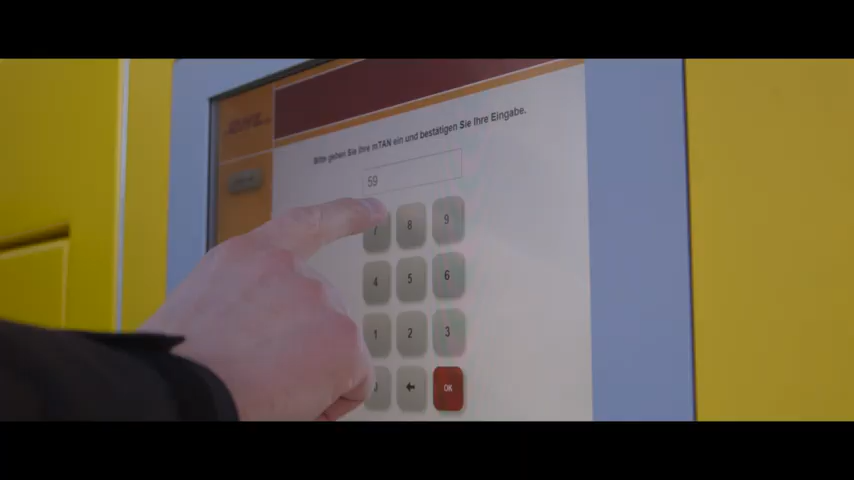 Bitte geben Sie Ihre mTAN ein und bestätigen Sie Ihre Eingabe.
59
7 8 9
4 5 6
1 2 3
OK